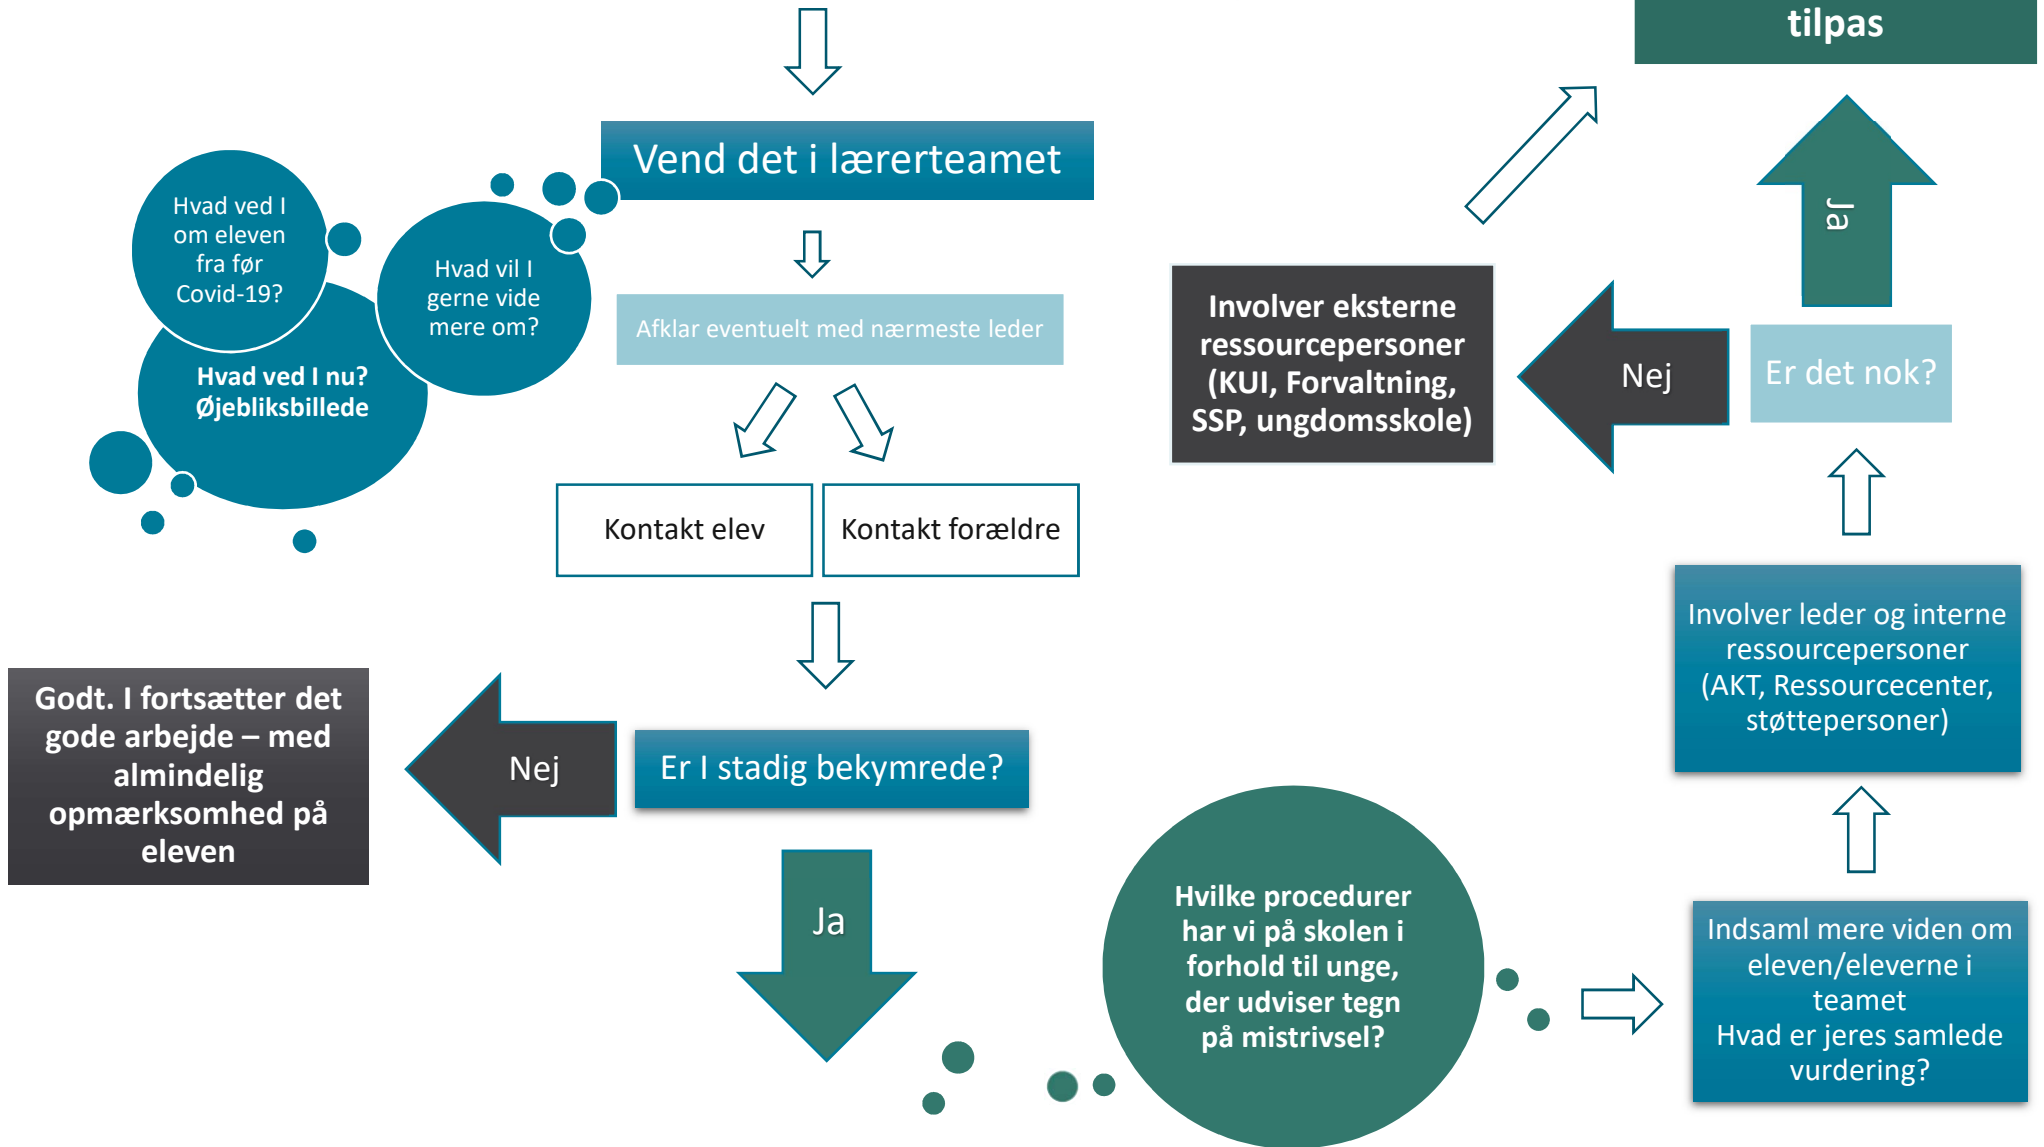 tilpas
Vend det i lærerteamet
Hvad ved I
om eleven
fra før
Covid-19?
Hvad vil I
gerne vide
mere om?
Hvad ved I nu?
Øjebliksbillede
Afklar eventuelt med nærmeste leder
Kontakt elev
Kontakt forældre
Er I stadig bekymrede?
Nej
Godt. I fortsætter det
gode arbejde – med
almindelig
opmærksomhed på
eleven
Ja
Hvilke procedurer
har vi på skolen i
forhold til unge,
der udviser tegn
på mistrivsel?
Indsaml mere viden om
eleven/eleverne i
teamet
Hvad er jeres samlede
vurdering?
Involver leder og interne
ressourcepersoner
(AKT, Ressourcecenter,
støttepersoner)
Er det nok?
Nej
Involver eksterne
ressourcepersoner
(KUI, Forvaltning,
SSP, ungdomsskole)
Ja